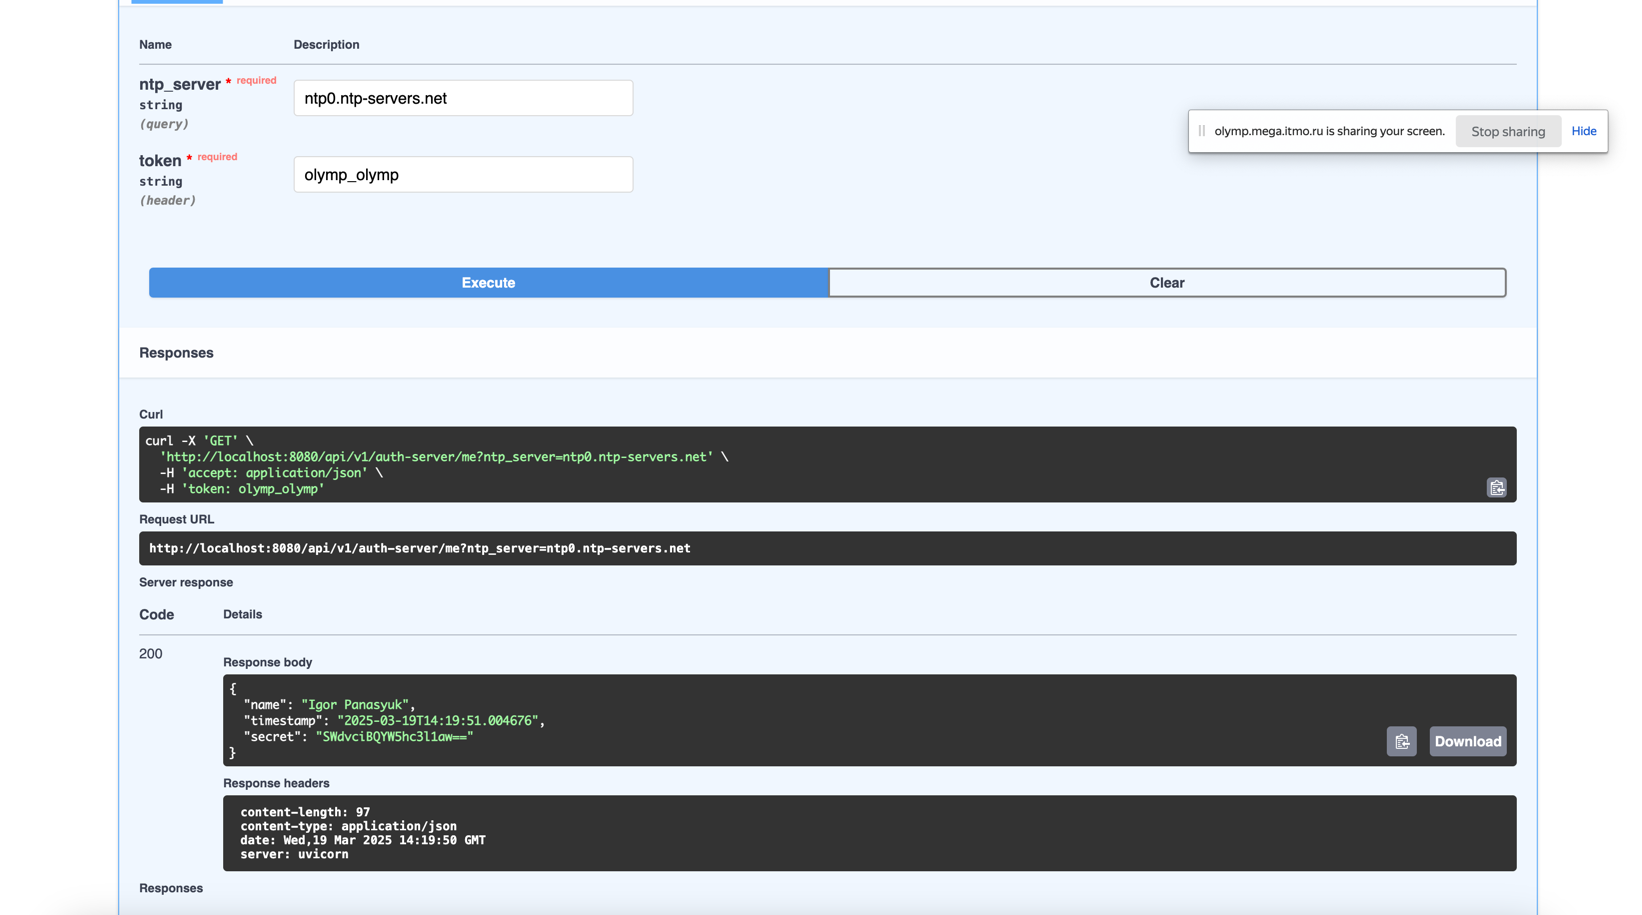 Name Description
ntp_server * required
ntp0.ntp-servers.net
string
(query)
|| olymp.mega.itmo.ru is sharing your screen. Stop sharing Hide
token * required
olymp_olymp
string
(header)
Execute Clear
Responses
Curl
curl -X 'GET' \
'http://localhost:8080/api/v1/auth-server/me?ntp_server=ntp0.ntp-servers.net' \
-H 'accept: application/json' \
-H 'token: olymp_olymp'
Request URL
http://localhost:8080/api/v1/auth-server/me?ntp_server=ntp0.ntp-servers.net
Server response
Code Details
200
Response body
{
"name": "Igor Panasyuk",
"timestamp": "2025-03-19T14:19:51.004676",
"secret": "SWdvciBQYW5hc3l1aw=="
}
Download
Response headers
content-length: 97
content-type: application/json
date: Wed,19 Mar 2025 14:19:50 GMT
server: uvicorn
Responses